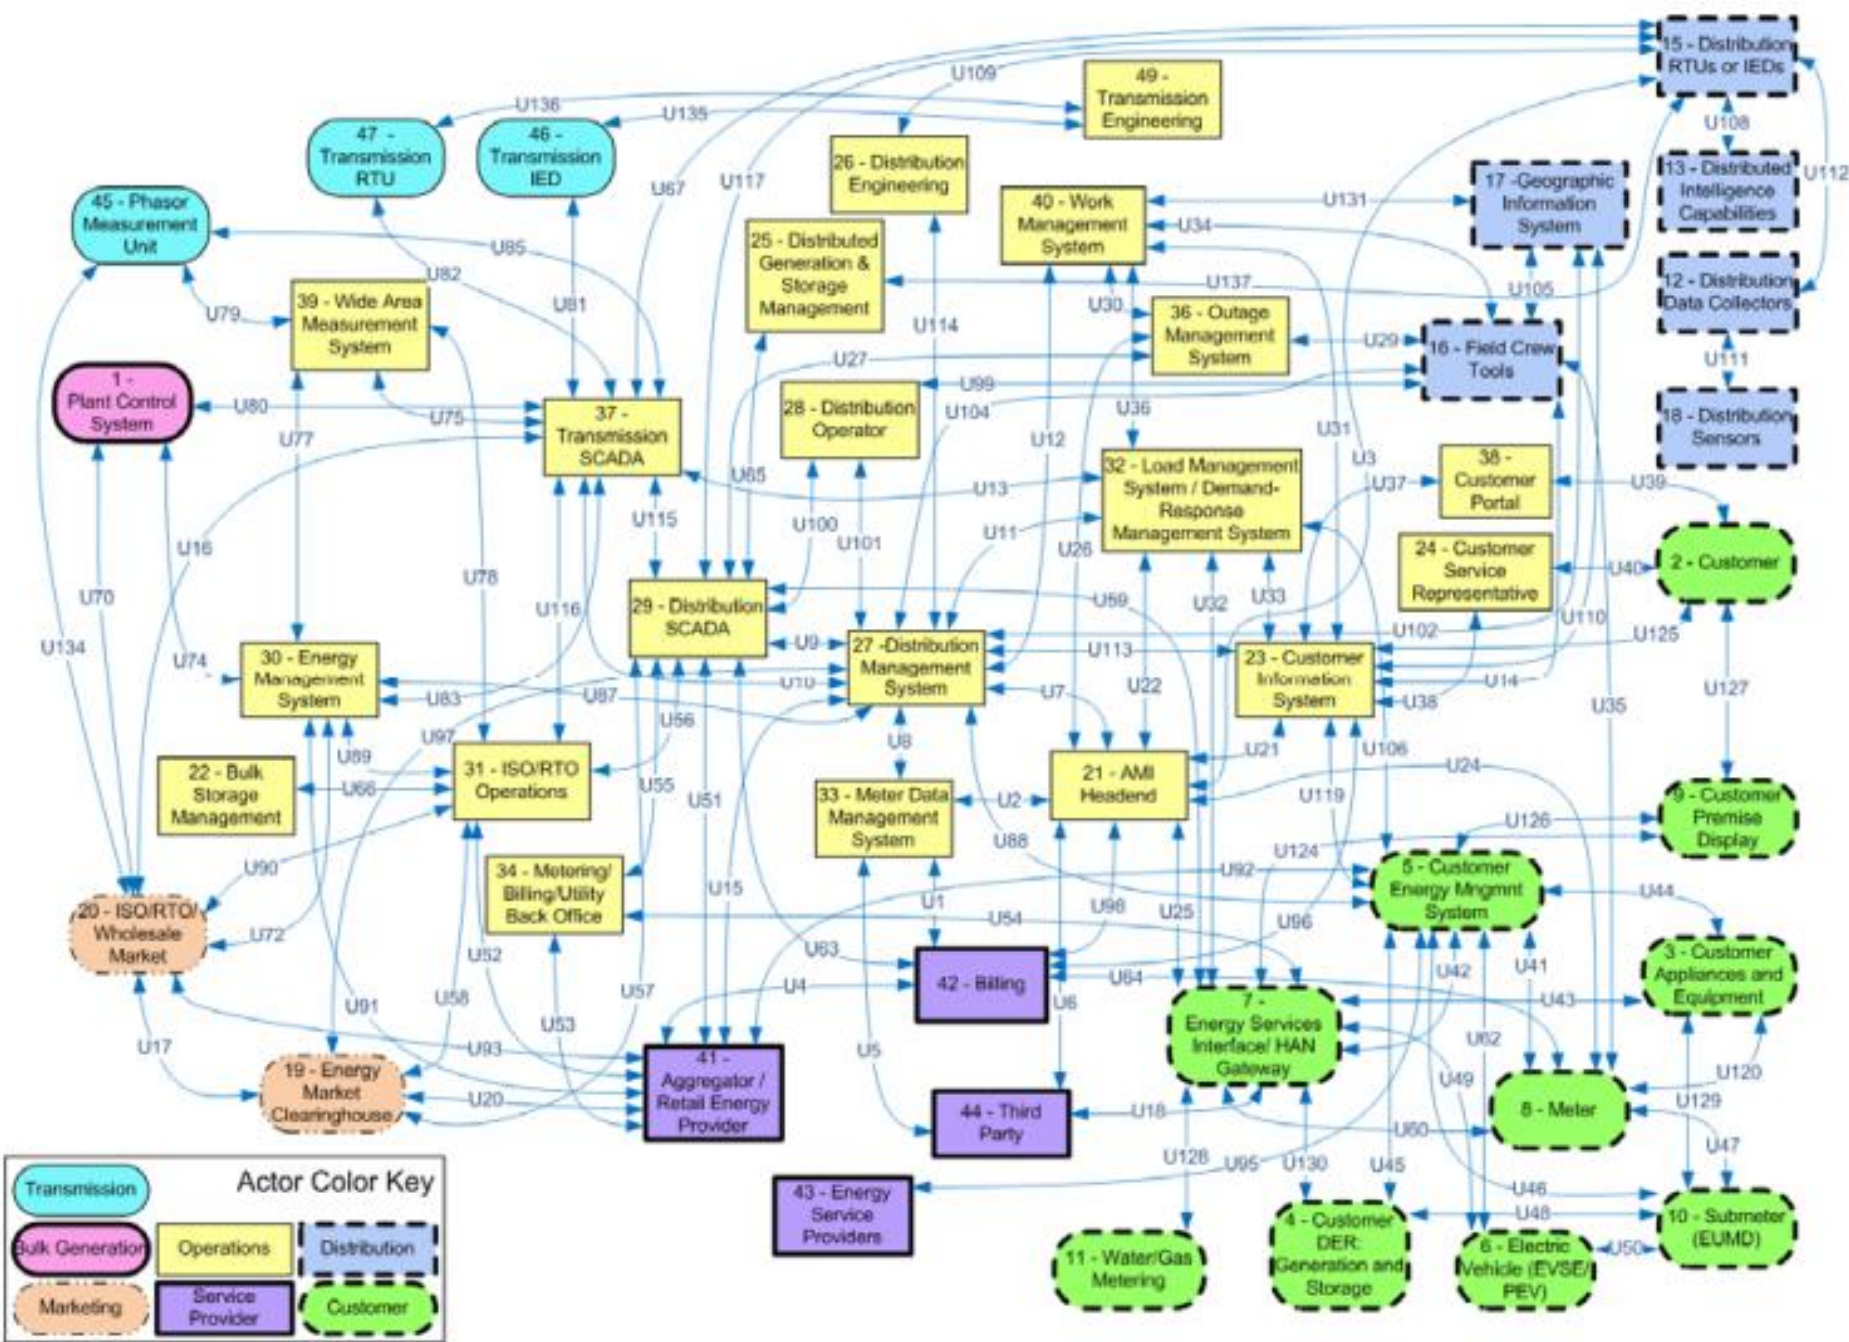 15 - Distribution
RTUs or IEDs
U109
49 -
Transmission
Engineering
U136
U135
U108
47 -
Transmission
RTU
46 -
Transmission
IED
26 - Distribution
Engineering
U67
U117
13 - Distributed
Intelligence
Capabilities
U112
17 -Geographic
Information
System
45 - Phasor
Measurement
Unit
40 - Work
Management
System
U131
U34
U85
25 - Distributed
Generation &
Storage
Management
U82
U137
U105
12 - Distribution
Data Collectors
39 - Wide Area
Measurement
System
U79
U81
U114
U30
36 - Outage
Management
System
U29
16 - Field Crew
Tools
U111
U27
1 -
Plant Control
System
U80
U75
U99
U104
28 - Distribution
Operator
U36
U12
U31
U3
18 - Distribution
Sensors
37 -
Transmission
SCADA
U77
U65
32 - Load Management
System / Demand-
Response
Management System
38 -
Customer
Portal
U13
U37
U39
U115
U100
U101
U11
U26
U16
24 - Customer
Service
Representative
U40
2 - Customer
U78
U70
U116
29 - Distribution
SCADA
U59
U32
U33
U110
U102
U125
U134
U74
30 - Energy
Management
System
U9
27 -Distribution
Management
System
U113
23 - Customer
Information
System
U14
U38
U127
U35
U83
U87
U10
U7
U22
U97
U56
U8
U21
U106
U24
U89
22 - Bulk
Storage
Management
U66
31 - ISO/RTO
Operations
U55
U51
33 - Meter Data
Management
System
U2
21 - AMI
Headend
U119
9 - Customer
Premise
Display
U126
U124
U88
U90
34 - Metering/
Billing/Utility
Back Office
U15
U92
5 - Customer
Energy Mngmnt
System
U44
U1
U98
U25
U54
U96
20 - ISO/RTO/
Wholesale
Market
U72
U52
U63
42 - Billing
U64
U42
U41
3 - Customer
Appliances and
Equipment
U4
U57
U58
U91
U53
U6
U43
7 -
Energy Services
Interface/ HAN
Gateway
U17
U93
U5
U62
U49
U120
19 - Energy
Market
Clearinghouse
U20
41 -
Aggregator /
Retail Energy
Provider
44 - Third
Party
U18
U60
8 - Meter
U129
U47
U128
U95
U130
U45
U46
43 - Energy
Service
Providers
U48
10 - Submeter
(EUMD)
11 - Water/Gas
Metering
4 - Customer
DER:
Generation and
Storage
6 - Electric
Vehicle (EVSE/
PEV)
U50
Actor Color Key
Transmission
Bulk Generation
Operations
Distribution
Marketing
Service
Provider
Customer